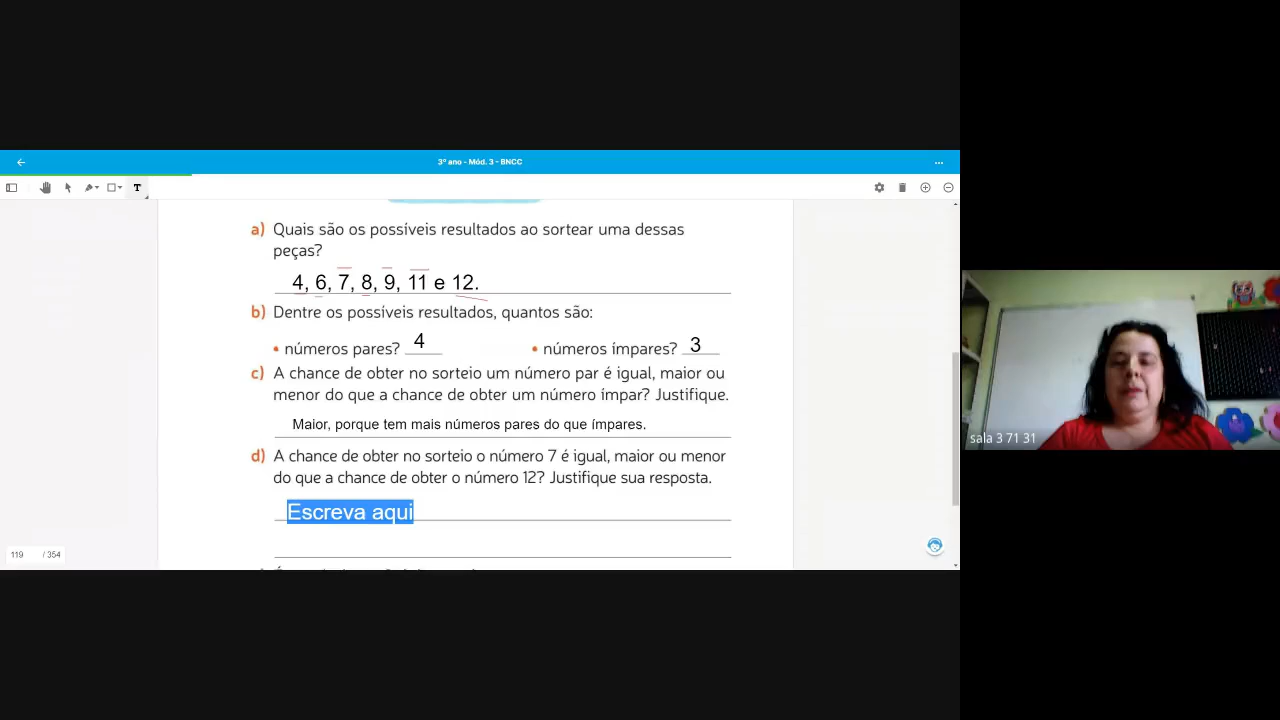 3º ano - Mód. 3 - BNCC
T
a) Quais são os possíveis resultados ao sortear uma dessas
peças?
4, 6, 7, 8, 9, 11 e 12.
b) Dentre os possíveis resultados, quantos são:
• números pares? 4 • números ímpares? 3
c) A chance de obter no sorteio um número par é igual, maior ou
menor do que a chance de obter um número ímpar? Justifique.
Maior, porque tem mais números pares do que ímpares.
d) A chance de obter no sorteio o número 7 é igual, maior ou menor
do que a chance de obter o número 12? Justifique sua resposta.
Escreva aqui
119 / 354
sala 3 71 31